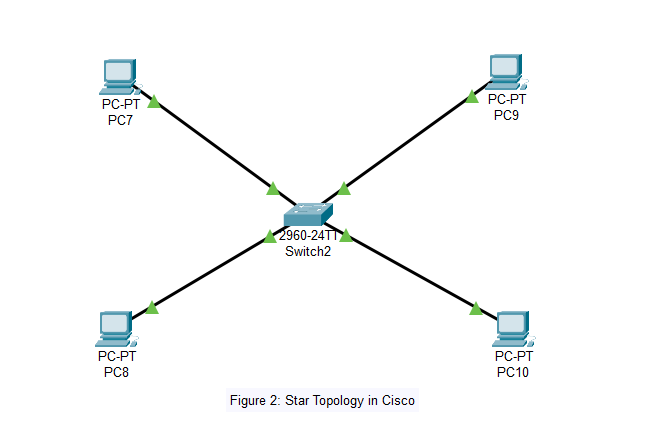 PC-PT
PC7
PC-PT
PC9
2960-24TT
Switch2
PC-PT
PC8
PC-PT
PC10
Figure 2: Star Topology in Cisco